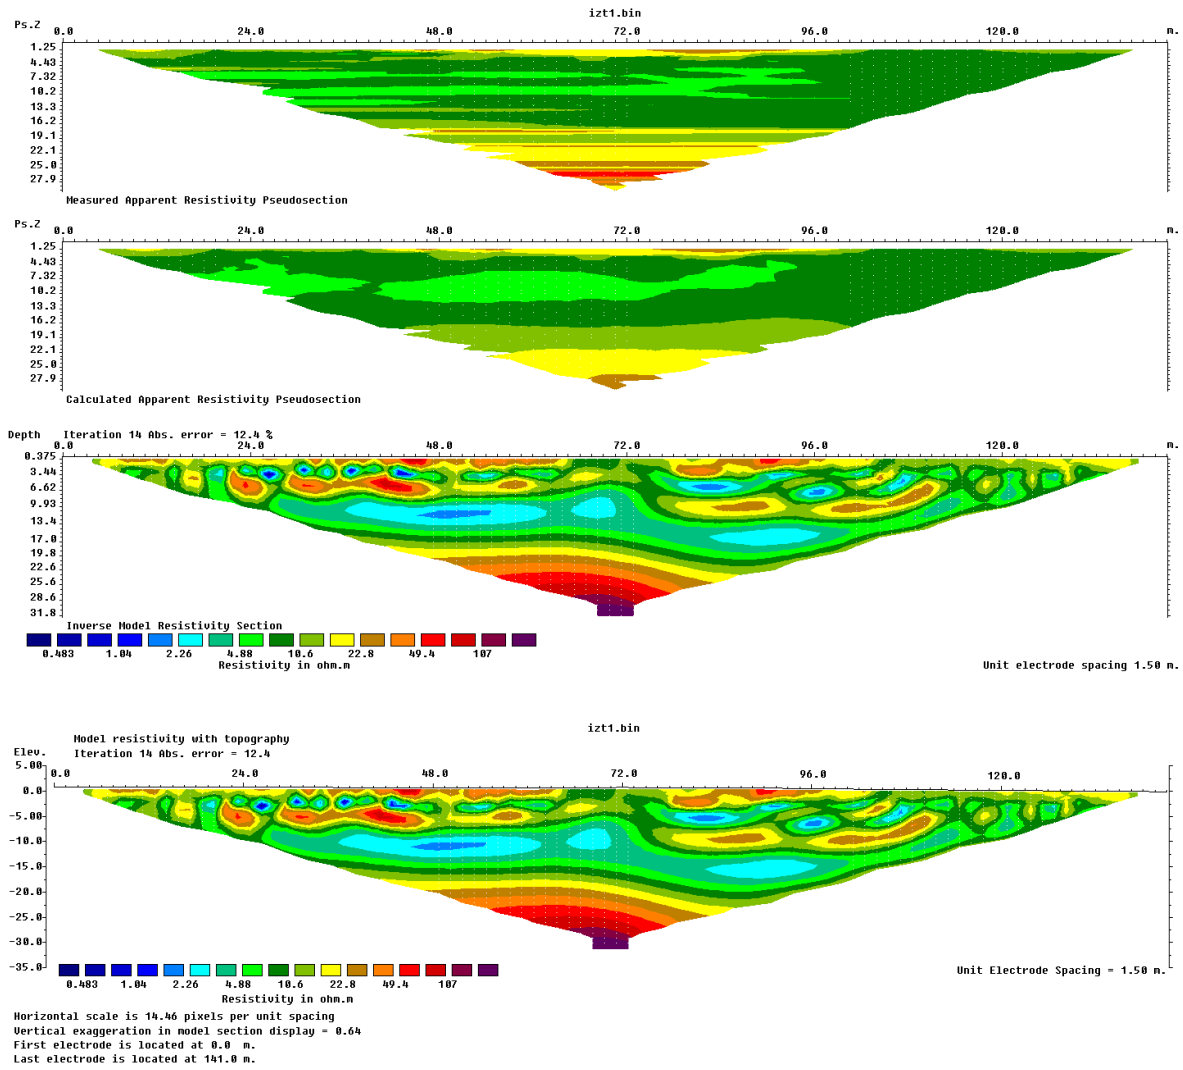 izt1.bin
Ps.Z 0.0 24.0 48.0 72.0 96.0 120.0 m.
1.25
4.43
7.32
10.2
13.3
16.2
19.1
22.1
25.0
27.9
Measured Apparent Resistivity Pseudosection
Ps.Z 0.0 24.0 48.0 72.0 96.0 120.0 m.
1.25
4.43
7.32
10.2
13.3
16.2
19.1
22.1
25.0
27.9
Calculated Apparent Resistivity Pseudosection
Depth Iteration 14 Abs. error = 12.4 %
0.0 24.0 48.0 72.0 96.0 120.0 m.
0.375
3.44
6.62
9.93
13.4
17.0
19.8
22.6
25.6
28.6
31.8
Inverse Model Resistivity Section
0.483 1.04 2.26 4.88 10.6 22.8 49.4 107
Resistivity in ohm.m
Unit electrode spacing 1.50 m.
izt1.bin
Model resistivity with topography
Elev. Iteration 14 Abs. error = 12.4
0.0 24.0 48.0 72.0 96.0 120.0
5.00
0.0
-5.00
-10.0
-15.0
-20.0
-25.0
-30.0
-35.0
Unit Electrode Spacing = 1.50 m.
0.483 1.04 2.26 4.88 10.6 22.8 49.4 107
Resistivity in ohm.m
Horizontal scale is 14.46 pixels per unit spacing
Vertical exaggeration in model section display = 0.64
First electrode is located at 0.0 m.
Last electrode is located at 141.0 m.